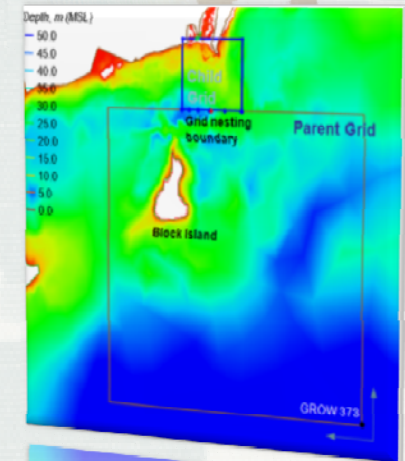 Depth, m (MSL)
50.0
45.0
40.0
35.0
30.0
25.0
20.0
15.0
10.0
5.0
0.0
Child
Grid
Grid nesting
boundary
Parent Grid
Block Island
GROW 373